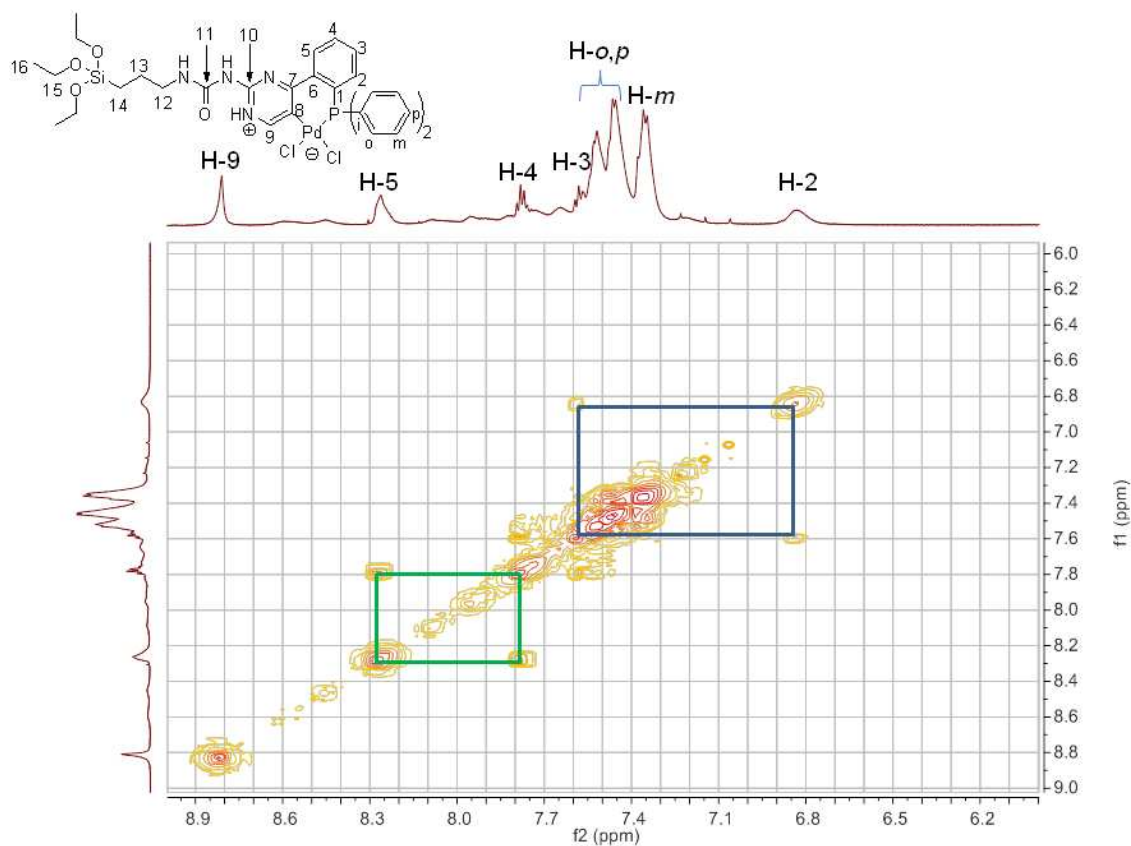 11 10 4
16 O 13 H H 5 3
O Si N N N 7 2
15 O 14 12 O HN 8 6 1
⊕ 9 P ( i o m p ) 2
Pd
Cl ⊖ Cl
H-o,p
H-m
H-9
H-5
H-4
H-3
H-2
6.0
6.2
6.4
6.6
6.8
7.0
7.2
7.4
7.6
7.8
8.0
8.2
8.4
8.6
8.8
9.0
f1 (ppm)
8.9 8.6 8.3 8.0 7.7 7.4 7.1 6.8 6.5 6.2
f2 (ppm)